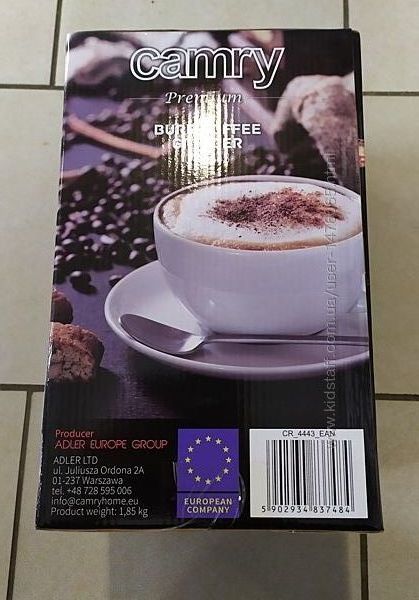 camry
Premium
BURR COFFEE
GRINDER
Producer
ADLER EUROPE GROUP
ADLER LTD
ul. Juliusza Ordona 2A
01-237 Warszawa
tel. +48 728 595 006
info@camryhome.eu
Product weight: 1,85 kg
EUROPEAN
COMPANY
CR_4443_EAN
5 902934 837484